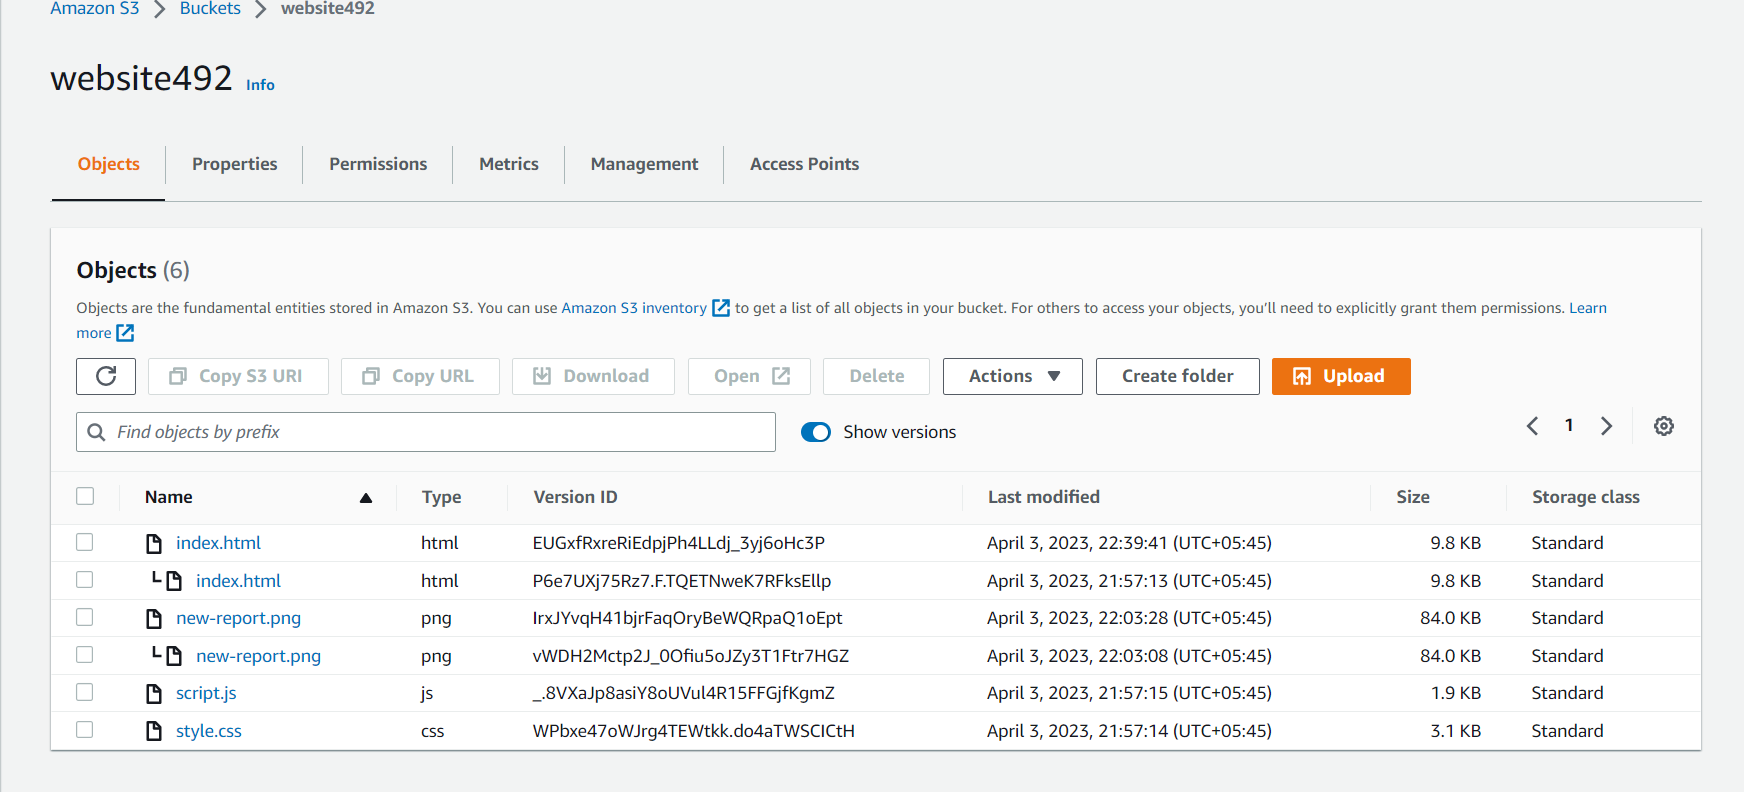 Amazon S3 > Buckets > website492
website492 Info
Objects Properties Permissions Metrics Management Access Points
Objects (6)
Objects are the fundamental entities stored in Amazon S3. You can use Amazon S3 inventory to get a list of all objects in your bucket. For others to access your objects, you’ll need to explicitly grant them permissions. Learn
more
Copy S3 URI Copy URL Download Open Delete Actions Create folder Upload
Find objects by prefix Show versions 1
Name Type Version ID Last modified Size Storage class
index.html html EUGxfRxreRiEdpjPh4LLdj_3yj6oHc3P April 3, 2023, 22:39:41 (UTC+05:45) 9.8 KB Standard
index.html html P6e7UXj75Rz7.F.TQETNweK7RFksEllp April 3, 2023, 21:57:13 (UTC+05:45) 9.8 KB Standard
new-report.png png IrxJYvqH41bjrFaqOryBeWQRpaQ1oEpt April 3, 2023, 22:03:28 (UTC+05:45) 84.0 KB Standard
new-report.png png vWDH2Mctp2J_0Ofiu5oJZy3T1Ftr7HGZ April 3, 2023, 22:03:08 (UTC+05:45) 84.0 KB Standard
script.js js _.8VXaJp8asiY8oUVul4R15FFGjfKgmZ April 3, 2023, 21:57:15 (UTC+05:45) 1.9 KB Standard
style.css css WPbxe47oWJrg4TEWtkk.do4aTWSCICtH April 3, 2023, 21:57:14 (UTC+05:45) 3.1 KB Standard